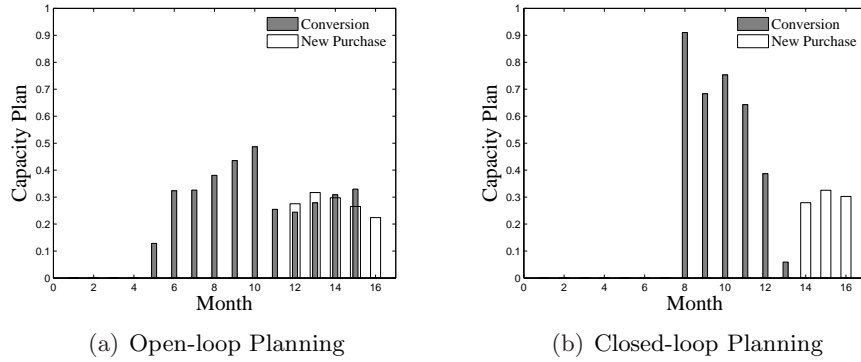 Capacity Plan
1
0.9
0.8
0.7
0.6
0.5
0.4
0.3
0.2
0.1
0
Conversion
New Purchase
0 2 4 6 8 10 12 14 16
Month
(a) Open-loop Planning
Capacity Plan
1
0.9
0.8
0.7
0.6
0.5
0.4
0.3
0.2
0.1
0
Conversion
New Purchase
0 2 4 6 8 10 12 14 16
Month
(b) Closed-loop Planning